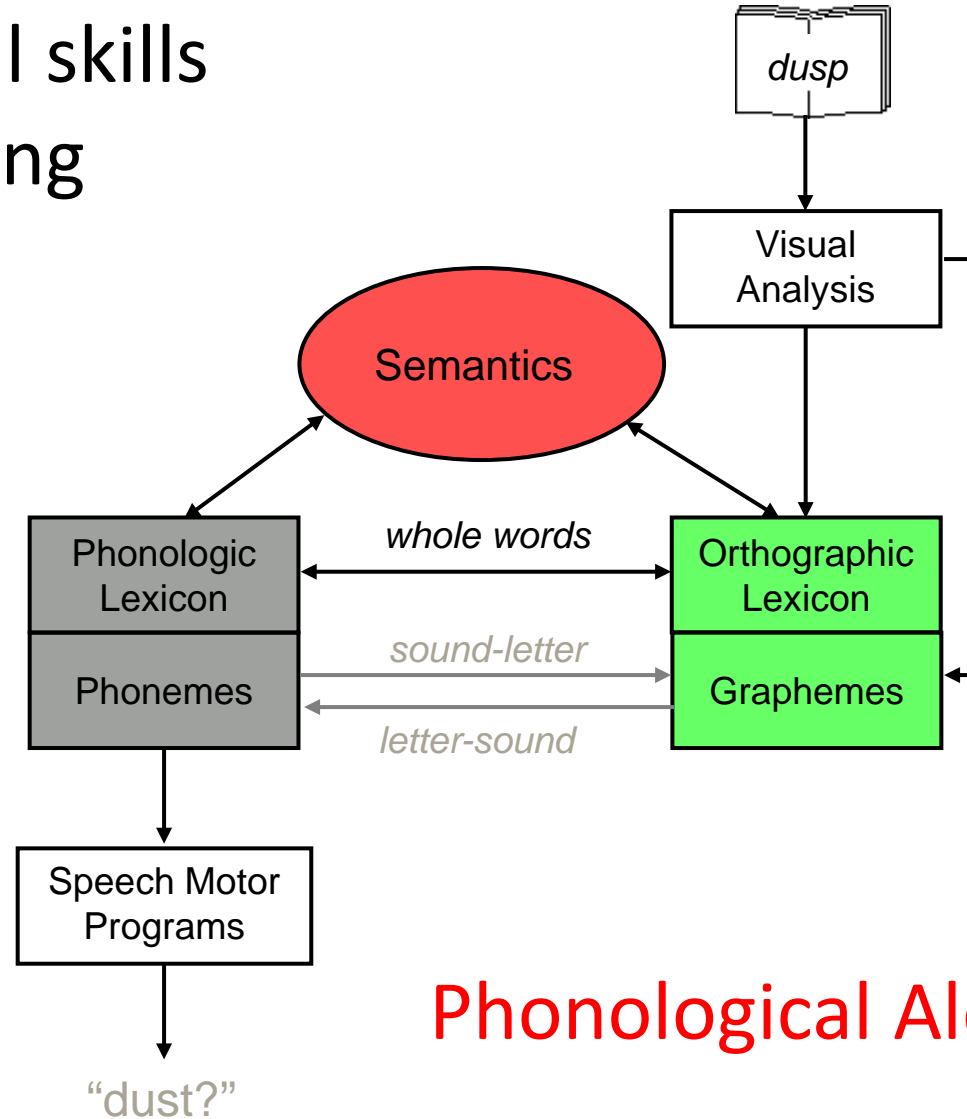 l skills
ng
dusp
Visual
Analysis
Semantics
whole words
Phonologic
Lexicon
Orthographic
Lexicon
sound-letter
Phonemes
Graphemes
letter-sound
Speech Motor
Programs
Phonological Al
"dust?"